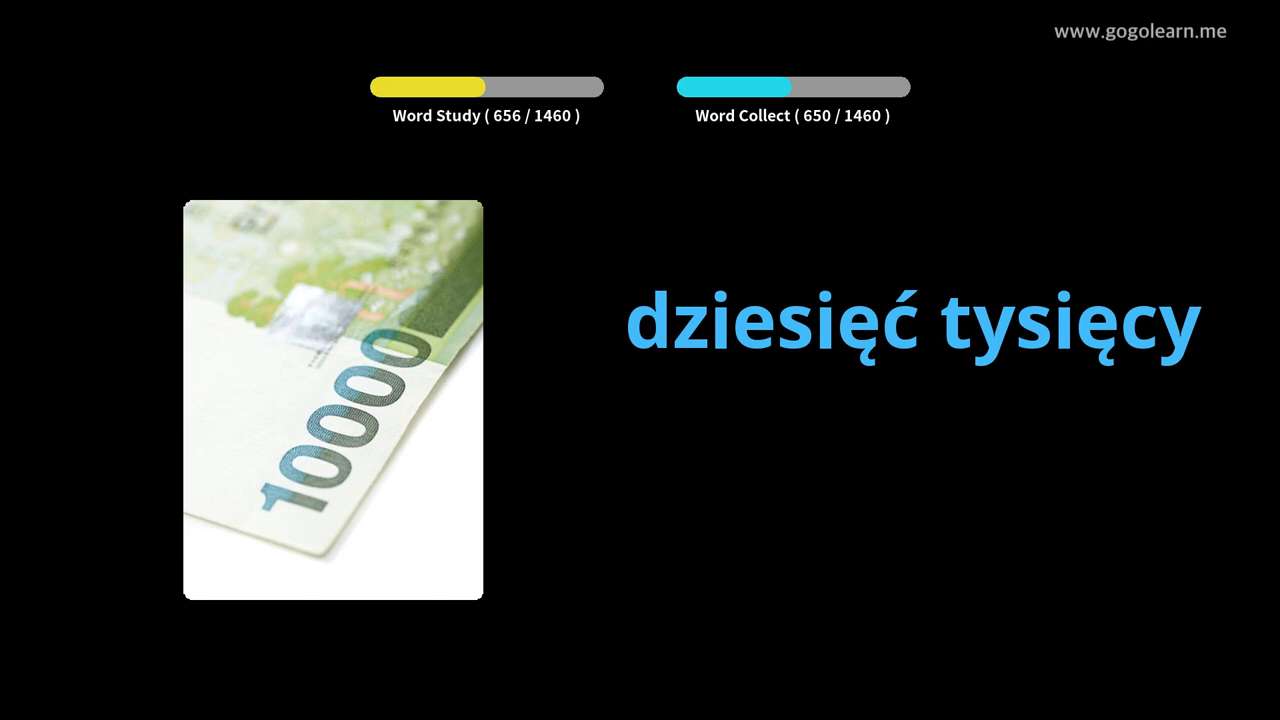 www.gogolearn.me
Word Study ( 656 / 1460 )
Word Collect ( 650 / 1460 )
dziesięć tysięcy
10000